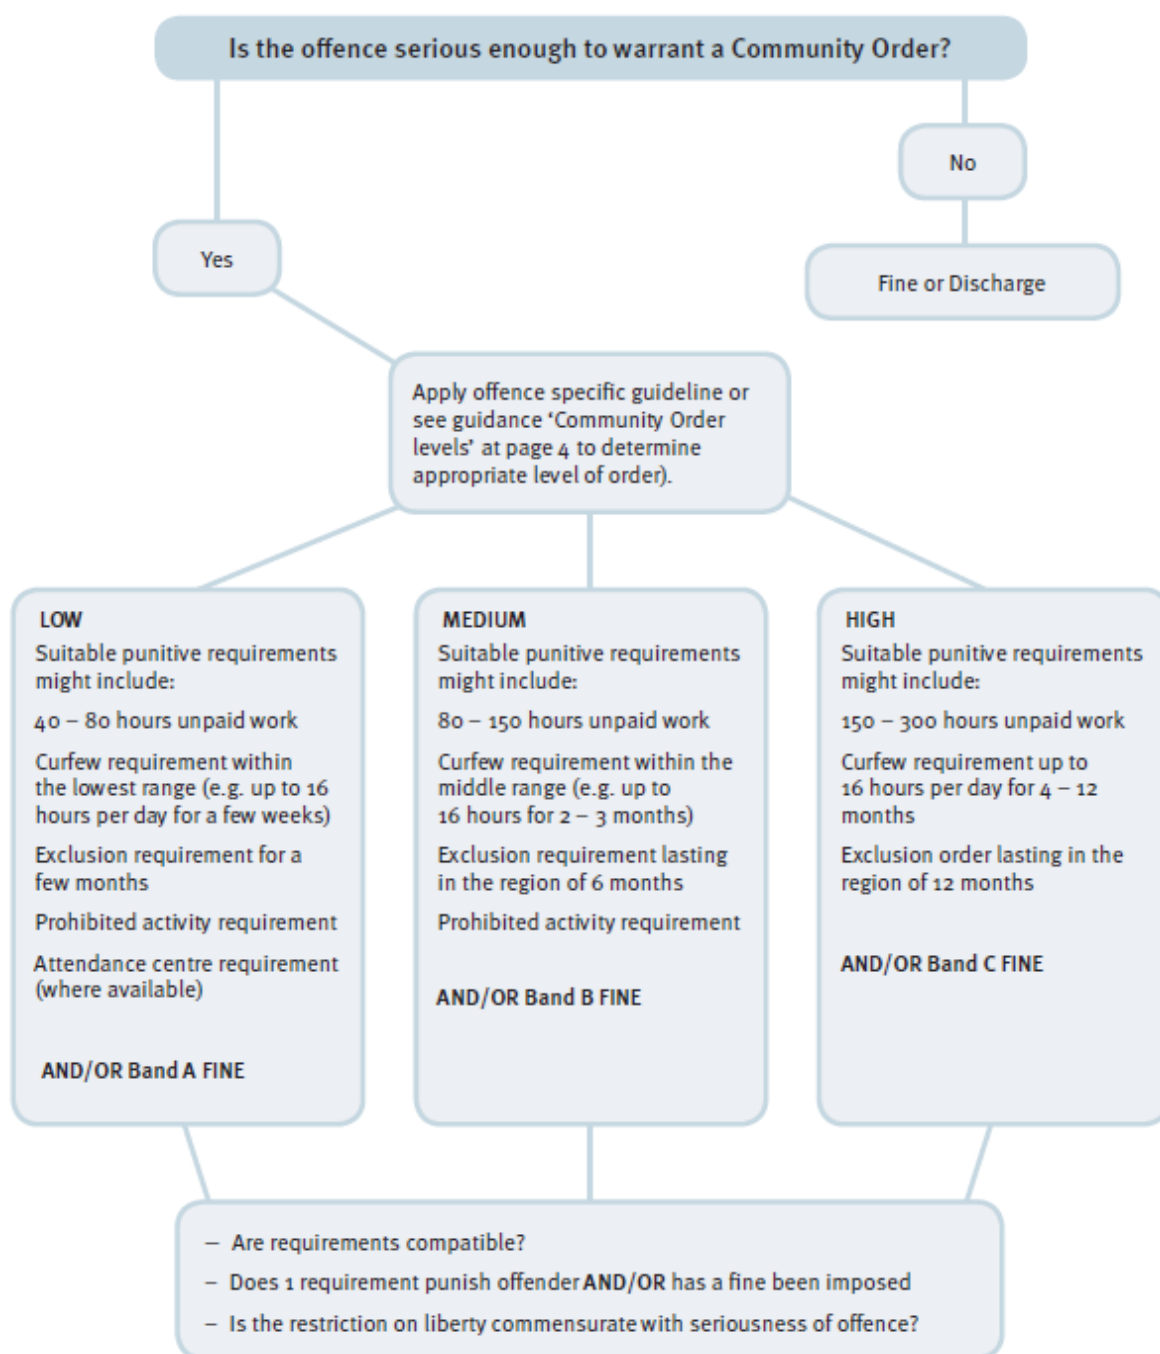 Is the offence serious enough to warrant a Community Order?
No
Yes
Fine or Discharge
Apply offence specific guideline or
see guidance ‘Community Order
levels’ at page 4 to determine
appropriate level of order).
LOW
Suitable punitive requirements
might include:
40 – 80 hours unpaid work
Curfew requirement within
the lowest range (e.g. up to 16
hours per day for a few weeks)
Exclusion requirement for a
few months
Prohibited activity requirement
Attendance centre requirement
(where available)
AND/OR Band A FINE
MEDIUM
Suitable punitive requirements
might include:
80 – 150 hours unpaid work
Curfew requirement within the
middle range (e.g. up to
16 hours for 2 – 3 months)
Exclusion requirement lasting
in the region of 6 months
Prohibited activity requirement
AND/OR Band B FINE
HIGH
Suitable punitive requirements
might include:
150 – 300 hours unpaid work
Curfew requirement up to
16 hours per day for 4 – 12
months
Exclusion order lasting in the
region of 12 months
AND/OR Band C FINE
– Are requirements compatible?
– Does 1 requirement punish offender AND/OR has a fine been imposed
– Is the restriction on liberty commensurate with seriousness of offence?